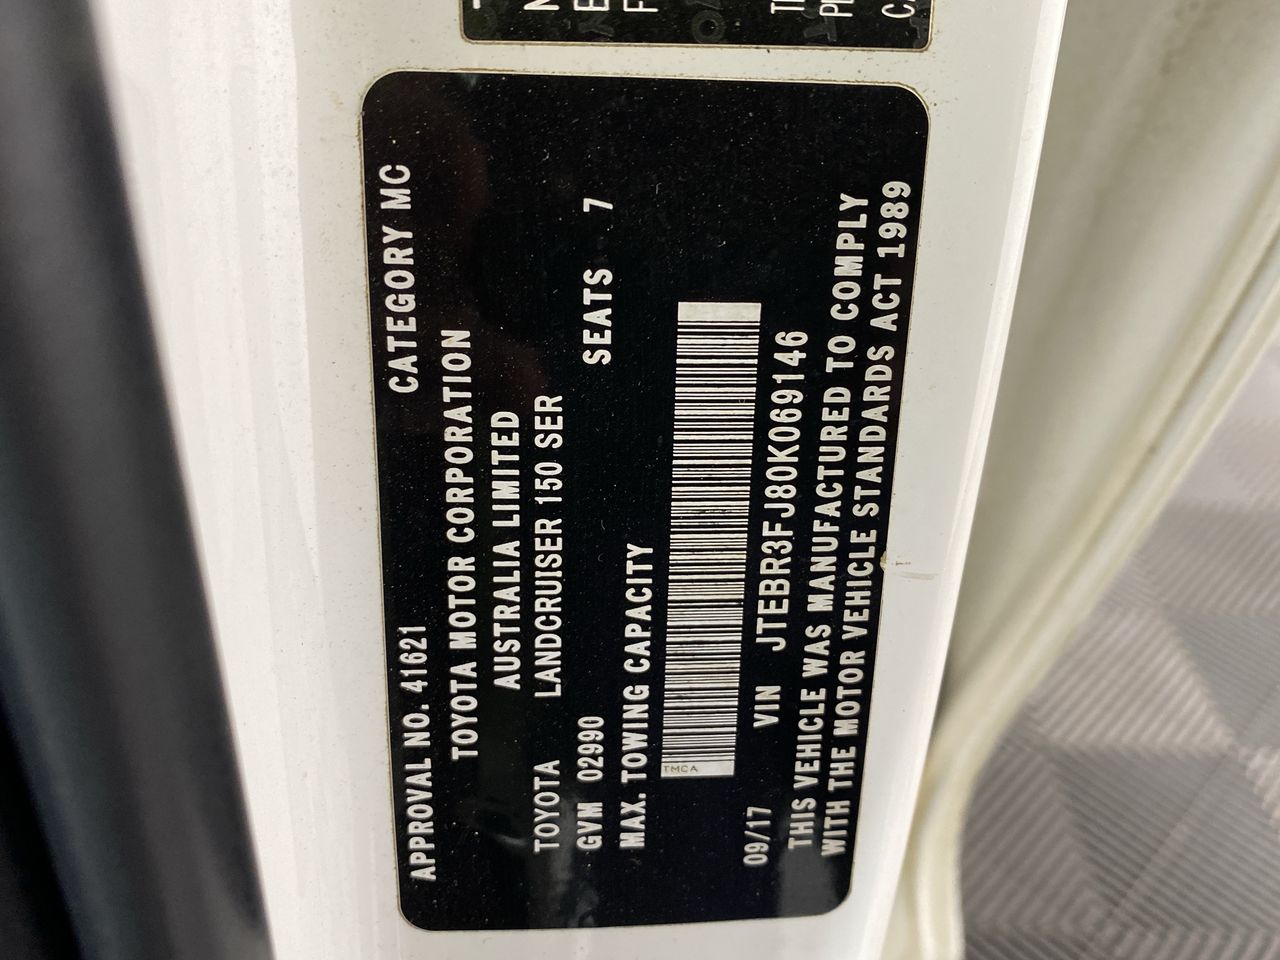 APPROVAL NO. 41621 CATEGORY MC
TOYOTA MOTOR CORPORATION
AUSTRALIA LIMITED
TOYOTA LANDCRUISER 150 SER
GVM 02990 SEATS 7
MAX. TOWING CAPACITY
TMCA
09/17 VIN JTEBR3FJ80K069146
THIS VEHICLE WAS MANUFACTURED TO COMPLY
WITH THE MOTOR VEHICLE STANDARDS ACT 1989